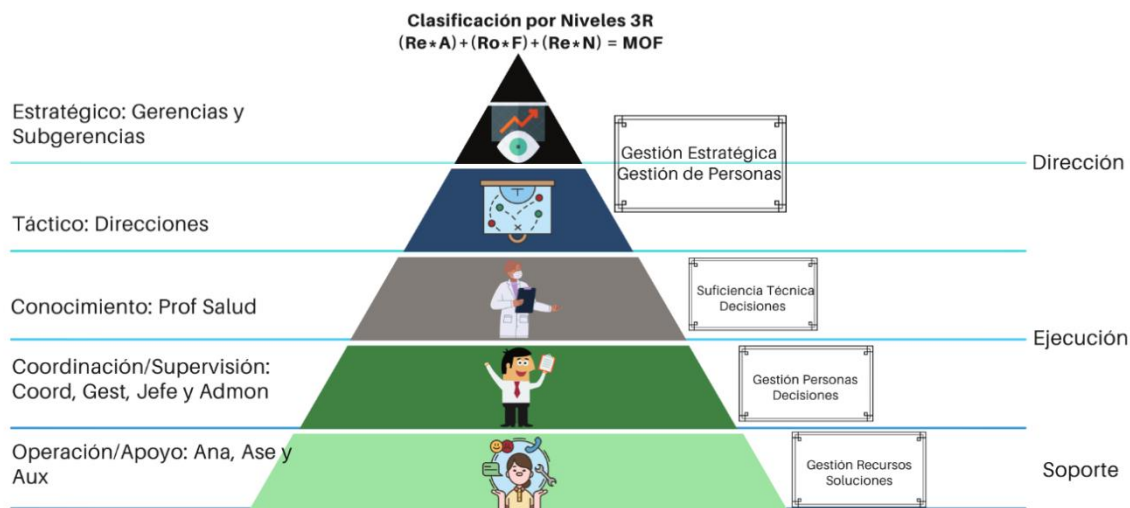 Clasificación por Niveles 3R
(Re*A)+(Ro*F)+(Re*N) = MOF
Estratégico: Gerencias y
Subgerencias
Gestión Estratégica
Gestión de Personas
Dirección
Táctico: Direcciones
Conocimiento: Prof Salud
Suficiencia Técnica
Decisiones
Ejecución
Coordinación/Supervisión:
Coord, Gest, Jefe y Admon
Gestión Personas
Decisiones
Operación/Apoyo: Ana, Ase y
Aux
Gestión Recursos
Soluciones
Soporte